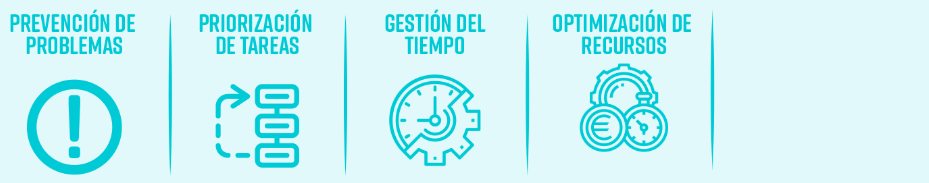 PREVENCIÓN DE
PROBLEMAS
PRIORIZACIÓN
DE TAREAS
GESTIÓN DEL
TIEMPO
OPTIMIZACIÓN DE
RECURSOS